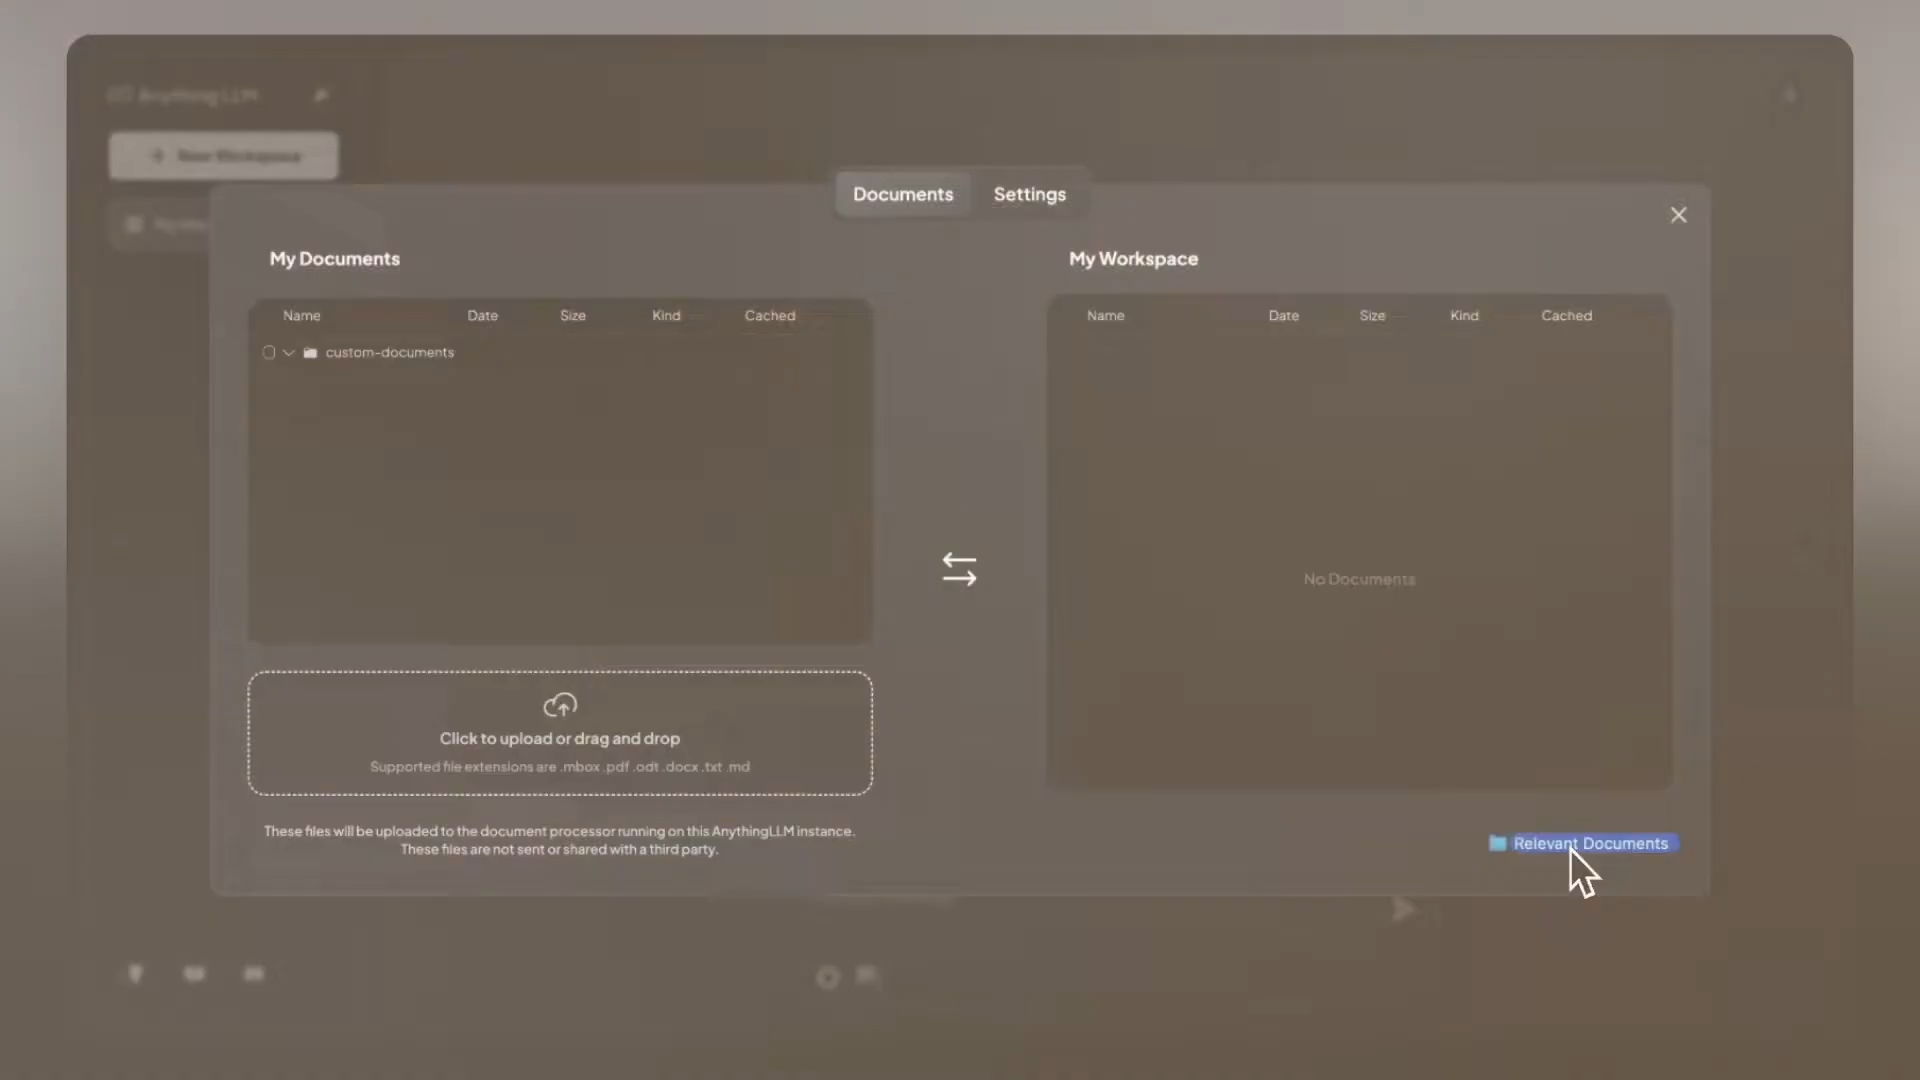 AnythingLLM
New Workspace
Documents
Settings
My Documents
My Workspace
Name Date Size Kind Cached
custom-documents
Name Date Size Kind Cached
No Documents
Click to upload or drag and drop
Supported file extensions are .mbox .pdf .odt .docx .txt .md
These files will be uploaded to the document processor running on this AnythingLLM instance.
These files are not sent or shared with a third party.
Relevant Documents